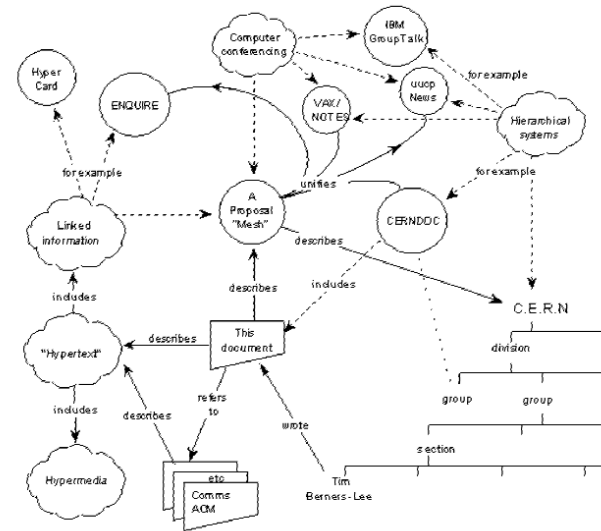 IBM
GroupTalk
Computer
conferencing
Hyper
Card
ENQUIRE
uucp
News
for example
VAX/
NOTES
Hierarchical
systems
for example
unifies
for example
A
Proposal
"Mesh"
CERNDOC
Linked
information
describes
describes
includes
C.E.R.N
includes
This
document
division
describes
"Hypertext"
refers
to
group
group
includes
describes
wrote
section
Hypermedia
etc
Tim
Berners-Lee
Comms
ACM